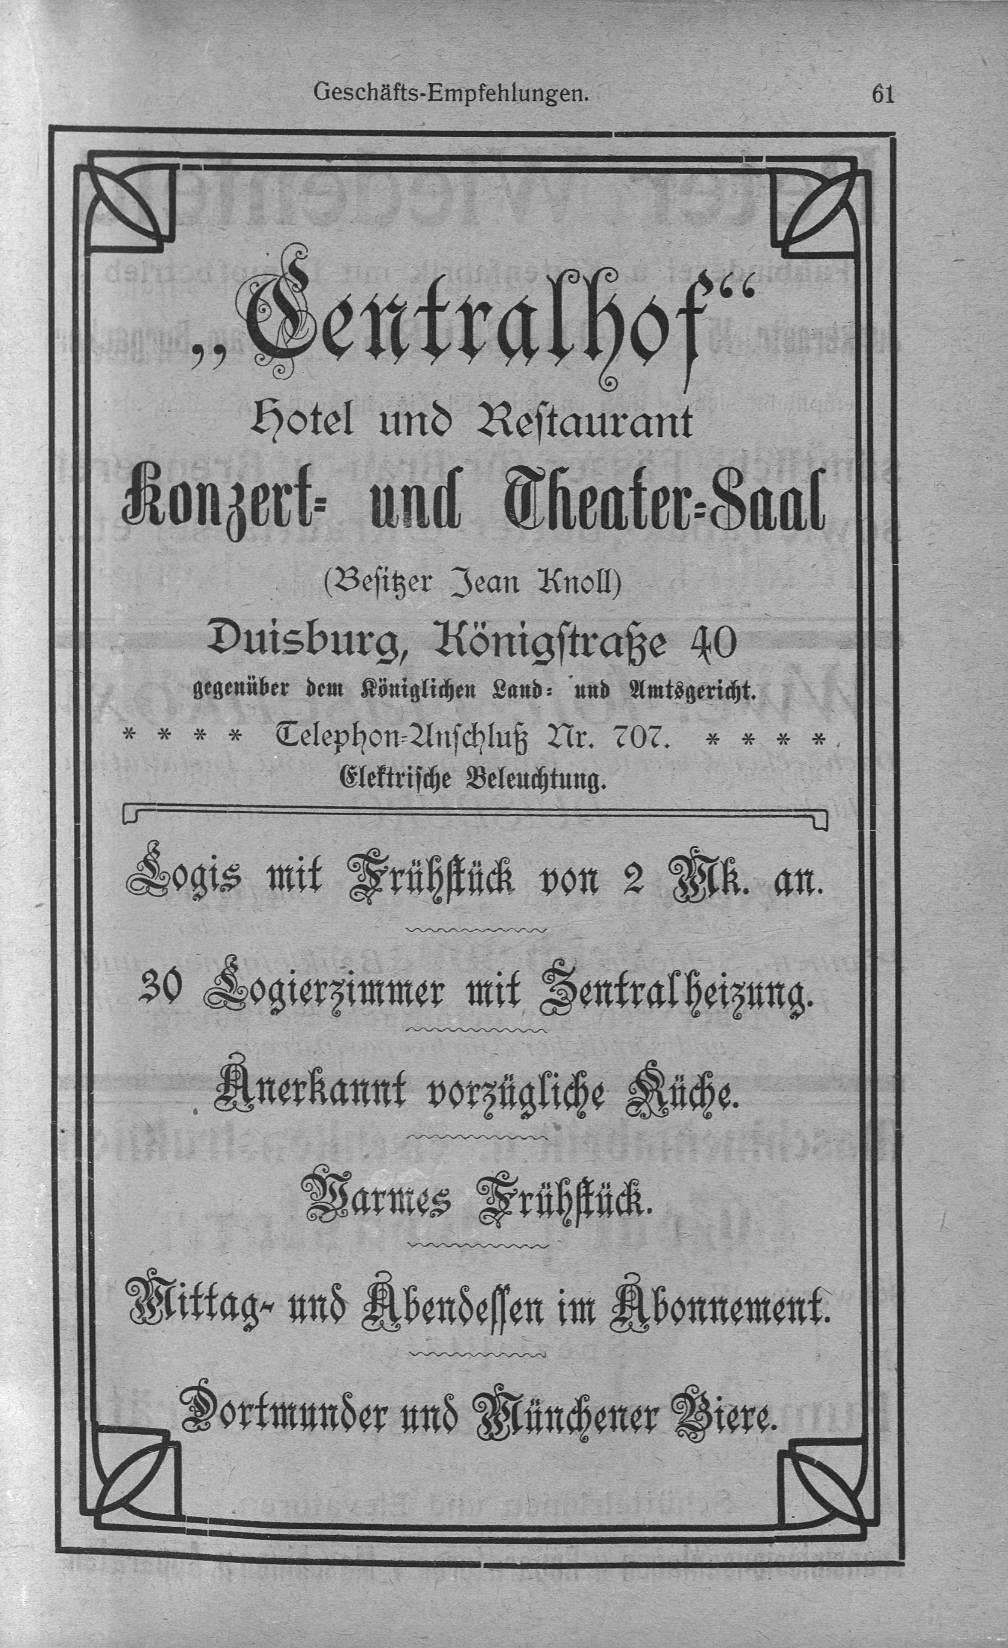 Geschäfts-Empfehlungen. 61
„Centralhof“
Hotel und Restaurant
Konzert- und Theater-Saal
(Besitzer Jean Knoll)
Duisburg, Königstraße 40
gegenüber dem Königlichen Land- und Amtsgericht.
* * * * Telephon-Anschluß Nr. 707. * * * *
Elektrische Beleuchtung.
Logis mit Frühstück von 2 Mk. an.
30 Logierzimmer mit Zentralheizung.
Anerkannt vorzügliche Küche.
Warmes Frühstück.
Mittag- und Abendessen im Abonnement.
Dortmunder und Münchener Biere.